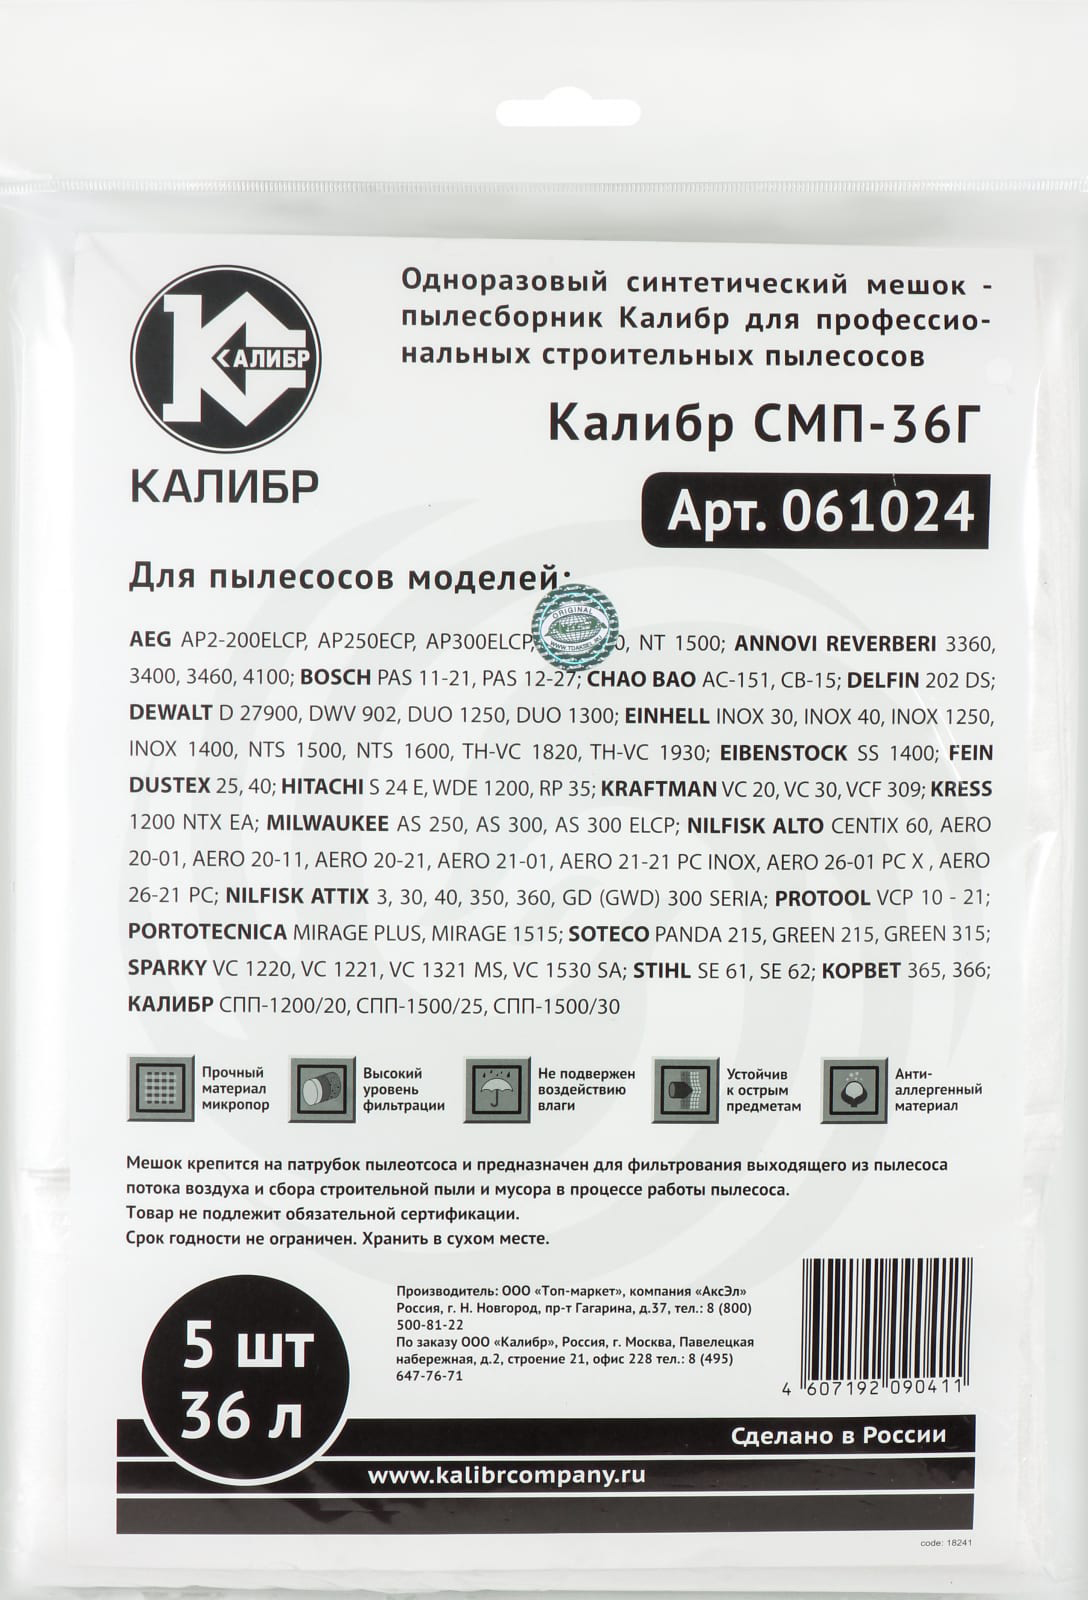 КАЛИБР
КАЛИБР
Одноразовый синтетический мешок -
пылесборник Калибр для профессио-
нальных строительных пылесосов
Калибр СМП-36Г
Арт. 061024
Для пылесосов моделей:
ORIGINAL
AEG AP2-200ELCP, AP250ECP, AP300ELCP, 0, NT 1500; ANNOVI REVERBERI 3360,
3400, 3460, 4100; BOSCH PAS 11-21, PAS 12-27; CHAO BAO AC-151, CB-15; DELFIN 202 DS;
DEWALT D 27900, DWV 902, DUO 1250, DUO 1300; EINHELL INOX 30, INOX 40, INOX 1250,
INOX 1400, NTS 1500, NTS 1600, TH-VC 1820, TH-VC 1930; EIBENSTOCK SS 1400; FEIN
DUSTEX 25, 40; HITACHI S 24 E, WDE 1200, RP 35; KRAFTMAN VC 20, VC 30, VCF 309; KRESS
1200 NTX EA; MILWAUKEE AS 250, AS 300, AS 300 ELCP; NILFISK ALTO CENTIX 60, AERO
20-01, AERO 20-11, AERO 20-21, AERO 21-01, AERO 21-21 PC INOX, AERO 26-01 PC X , AERO
26-21 PC; NILFISK ATTIX 3, 30, 40, 350, 360, GD (GWD) 300 SERIA; PROTOOL VCP 10 - 21;
PORTOTECNICA MIRAGE PLUS, MIRAGE 1515; SOTECO PANDA 215, GREEN 215, GREEN 315;
SPARKY VC 1220, VC 1221, VC 1321 MS, VC 1530 SA; STIHL SE 61, SE 62; КОРВЕТ 365, 366;
КАЛИБР СПП-1200/20, СПП-1500/25, СПП-1500/30
Прочный
материал
микропор
Высокий
уровень
фильтрации
Не подвержен
воздействию
влаги
Устойчив
к острым
предметам
Анти-
аллергенный
материал
Мешок крепится на патрубок пылеотсоса и предназначен для фильтрования выходящего из пылесоса
потока воздуха и сбора строительной пыли и мусора в процессе работы пылесоса.
Товар не подлежит обязательной сертификации.
Срок годности не ограничен. Хранить в сухом месте.
5 шт
36 л
Производитель: ООО «Топ-маркет», компания «АксЭл»
Россия, г. Н. Новгород, пр-т Гагарина, д.37, тел.: 8 (800)
500-81-22
По заказу ООО «Калибр», Россия, г. Москва, Павелецкая
набережная, д.2, строение 21, офис 228 тел.: 8 (495)
647-76-71
4 607192 090411
Сделано в России
www.kalibrcompany.ru
code: 18241